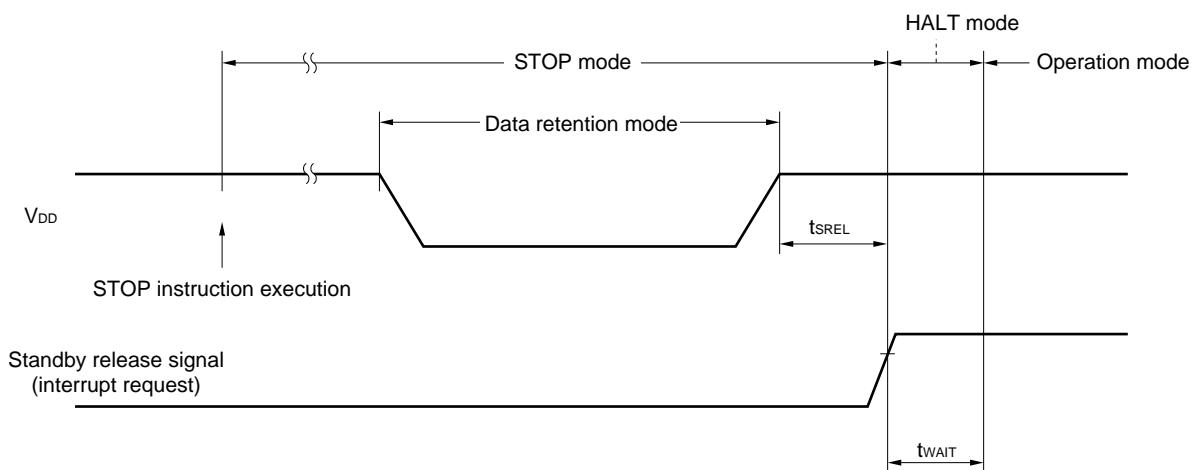 HALT mode
STOP mode
Operation mode
Data retention mode
VDD
tSREL
STOP instruction execution
Standby release signal
(interrupt request)
tWAIT